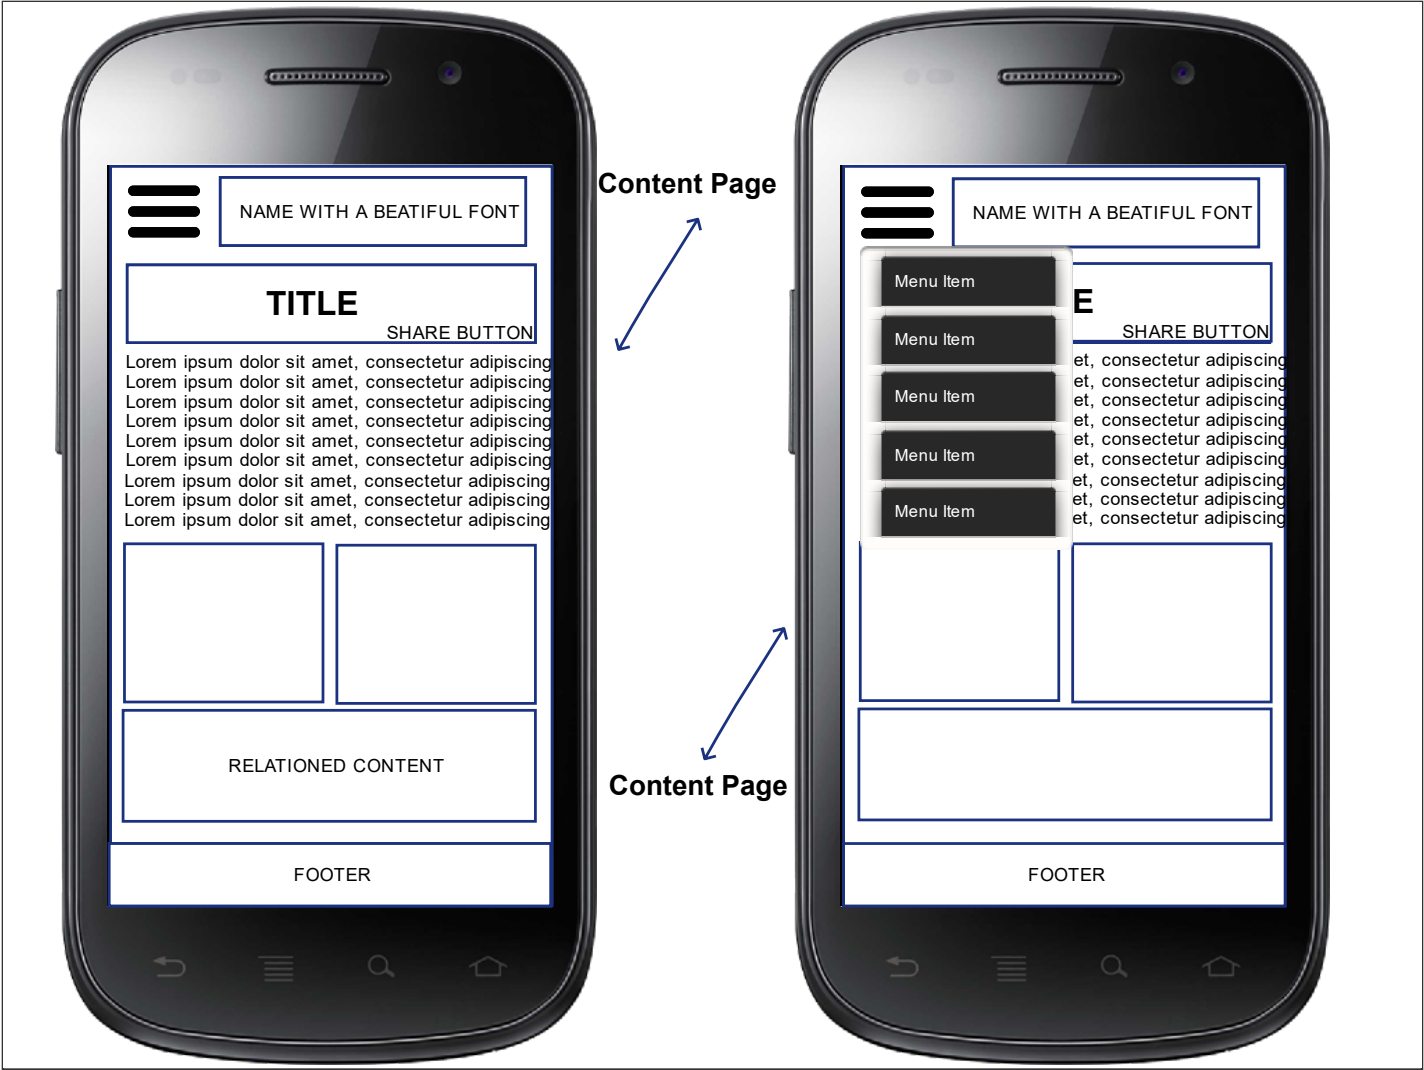 NAME WITH A BEATIFUL FONT
TITLE
SHARE BUTTON
Lorem ipsum dolor sit amet, consectetur adipiscing
Lorem ipsum dolor sit amet, consectetur adipiscing
Lorem ipsum dolor sit amet, consectetur adipiscing
Lorem ipsum dolor sit amet, consectetur adipiscing
Lorem ipsum dolor sit amet, consectetur adipiscing
Lorem ipsum dolor sit amet, consectetur adipiscing
Lorem ipsum dolor sit amet, consectetur adipiscing
Lorem ipsum dolor sit amet, consectetur adipiscing
Lorem ipsum dolor sit amet, consectetur adipiscing
RELATIONED CONTENT
FOOTER
Content Page
Content Page
NAME WITH A BEATIFUL FONT
E
SHARE BUTTON
Menu Item
Menu Item
Menu Item
Menu Item
Menu Item
et, consectetur adipiscing
et, consectetur adipiscing
et, consectetur adipiscing
et, consectetur adipiscing
et, consectetur adipiscing
et, consectetur adipiscing
et, consectetur adipiscing
et, consectetur adipiscing
et, consectetur adipiscing
FOOTER